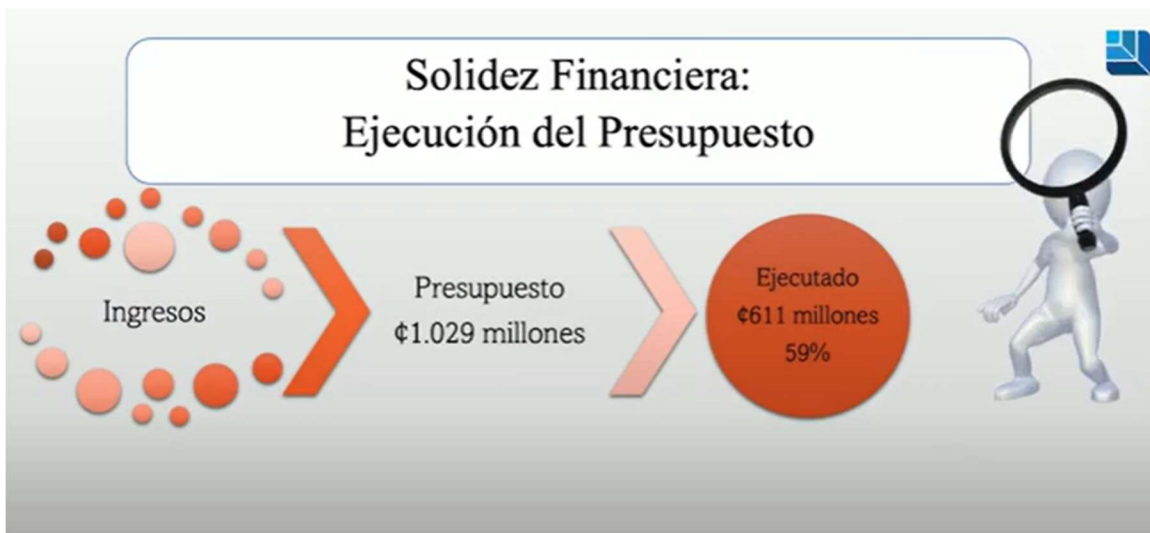 Solidez Financiera:
Ejecución del Presupuesto
Ingresos
Presupuesto
¢1.029 millones
Ejecutado
¢611 millones
59%